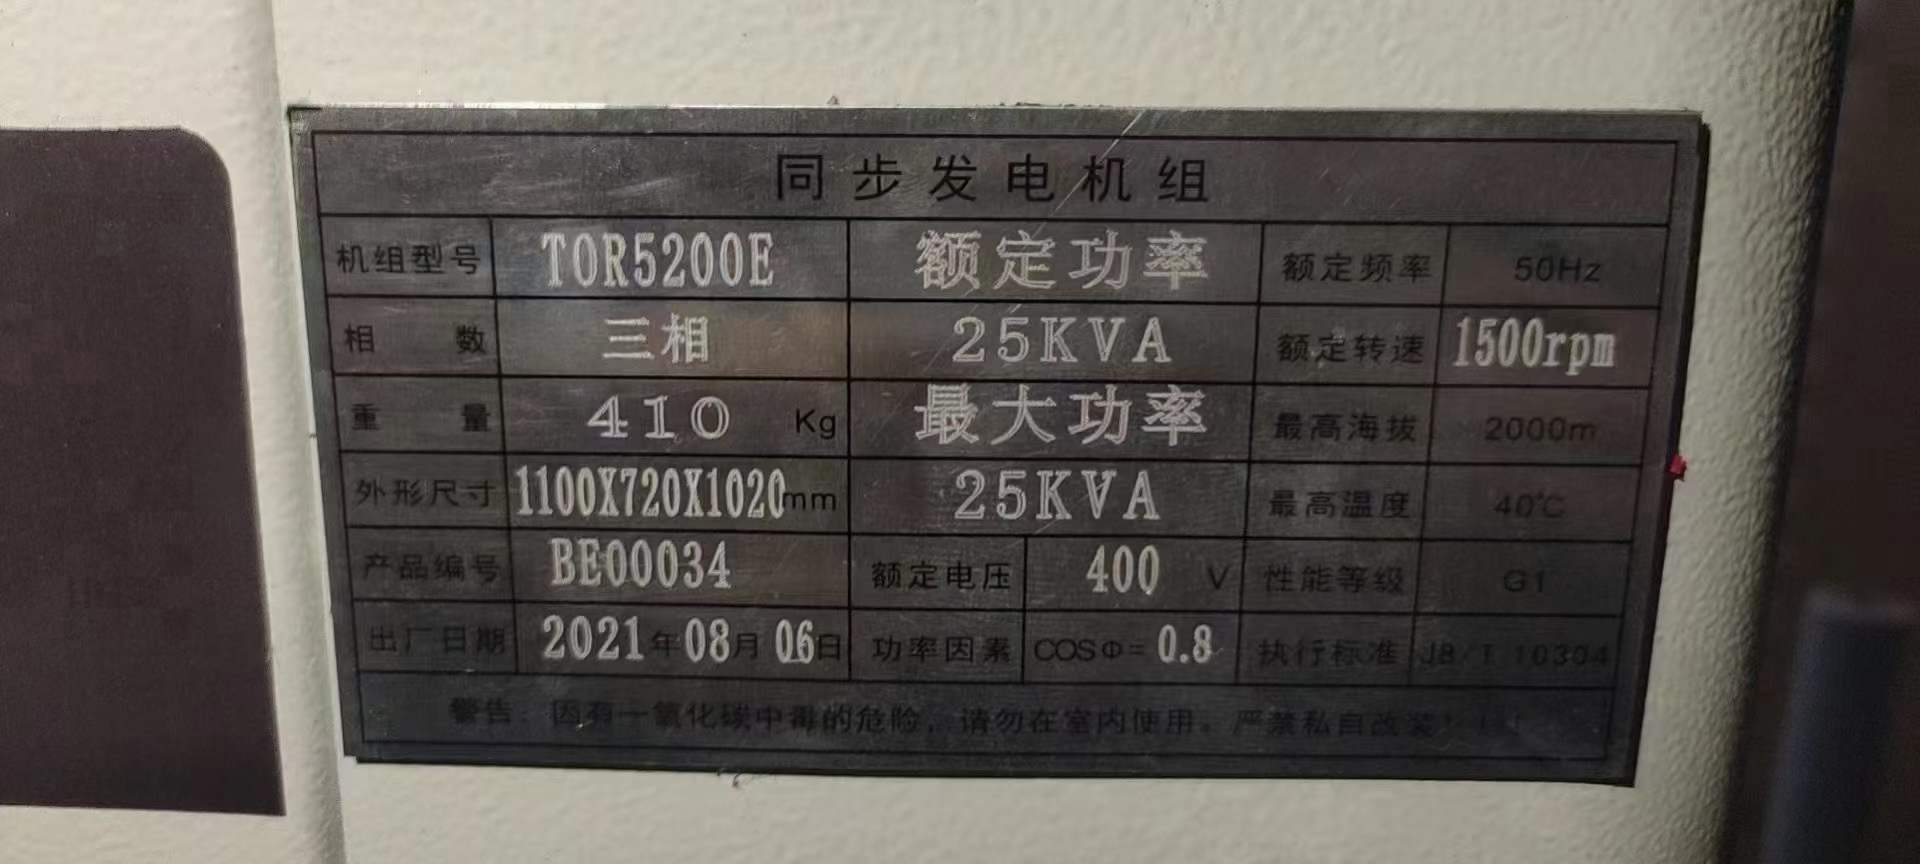 同步发电机组
机组型号 TOR5200E 额定功率 额定频率 50Hz
相数 三相 25KVA 额定转速 1500rpm
重量 410 Kg 最大功率 最高海拔 2000m
外形尺寸 1100X720X1020mm 25KVA 最高温度 40℃
产品编号 BE00034 额定电压 400 V 性能等级 G1
出厂日期 2021年08月06日 功率因素 COSΦ=0.8 执行标准 JB/T 10304
警告：因有一氧化碳中毒的危险，请勿在室内使用。严禁私自改装！！！